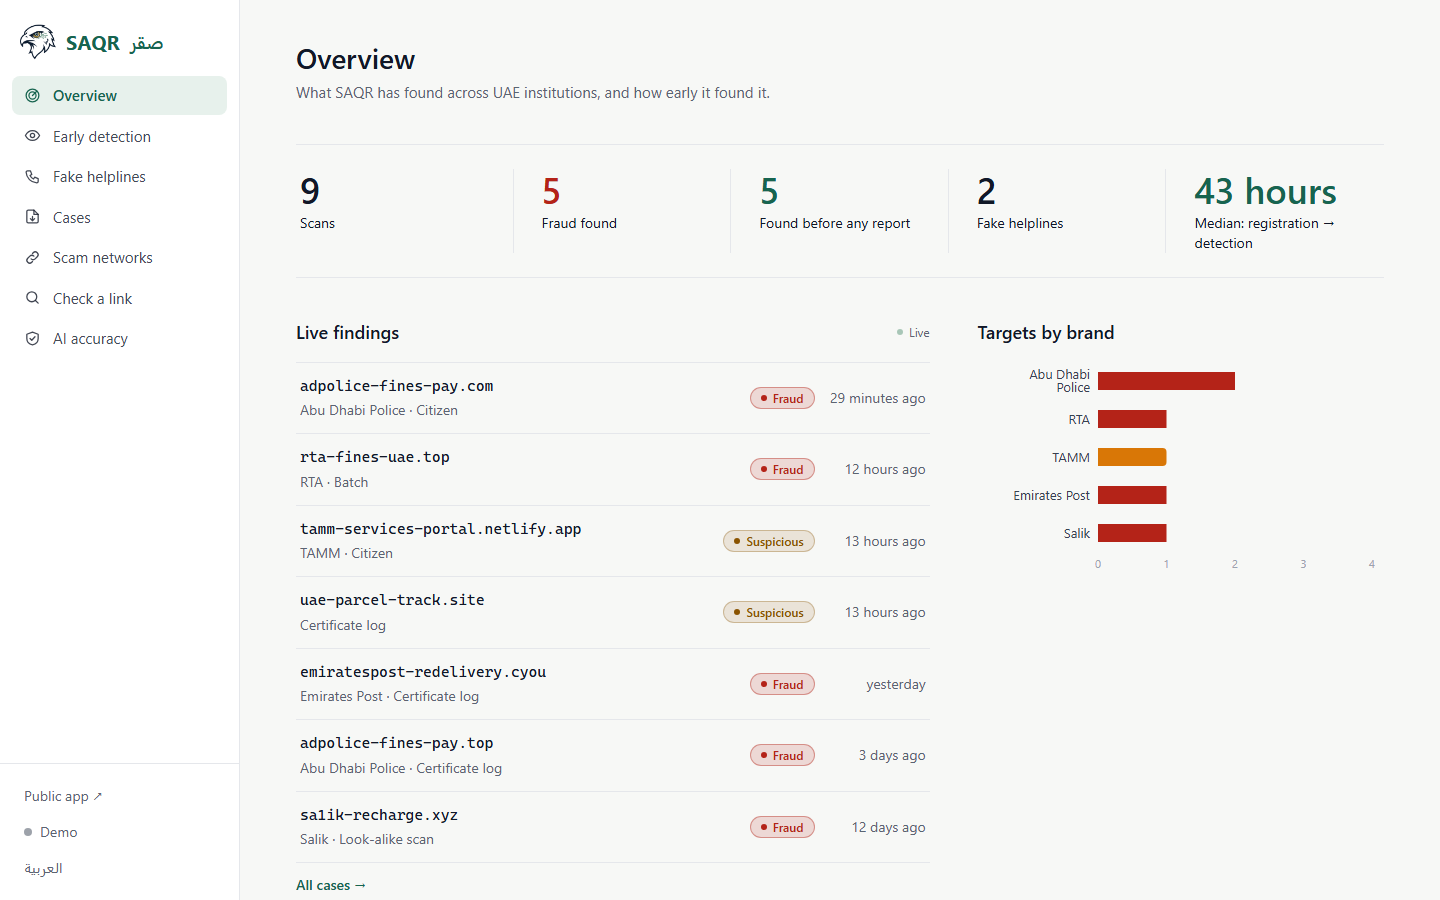 SAQR صقر
Overview
Early detection
Fake helplines
Cases
Scam networks
Check a link
AI accuracy
Public app ↗
Demo
العربية
Overview
What SAQR has found across UAE institutions, and how early it found it.
9
Scans
5
Fraud found
5
Found before any report
2
Fake helplines
43 hours
Median: registration →
detection
Live findings
Live
adpolice-fines-pay.com
Abu Dhabi Police · Citizen
Fraud
29 minutes ago
rta-fines-uae.top
RTA · Batch
Fraud
12 hours ago
tamm-services-portal.netlify.app
TAMM · Citizen
Suspicious
13 hours ago
uae-parcel-track.site
Certificate log
Suspicious
13 hours ago
emiratespost-redelivery.cyou
Emirates Post · Certificate log
Fraud
yesterday
adpolice-fines-pay.top
Abu Dhabi Police · Certificate log
Fraud
3 days ago
sa1ik-recharge.xyz
Salik · Look-alike scan
Fraud
12 days ago
All cases →
Targets by brand
Abu Dhabi
Police
RTA
TAMM
Emirates Post
Salik
0 1 2 3 4